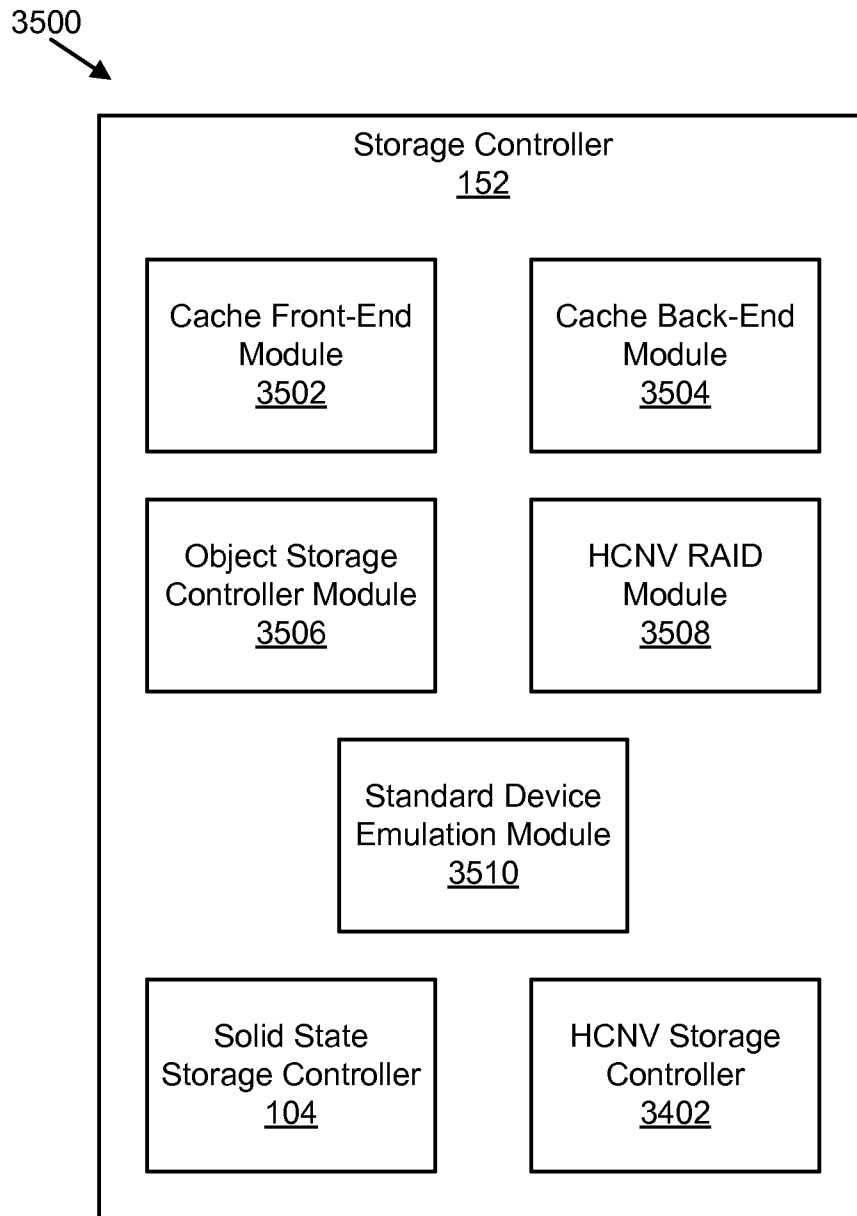 3500
Storage Controller
152
Cache Front-End
Module
3502
Cache Back-End
Module
3504
Object Storage
Controller Module
3506
HCNV RAID
Module
3508
Standard Device
Emulation Module
3510
Solid State
Storage Controller
104
HCNV Storage
Controller
3402